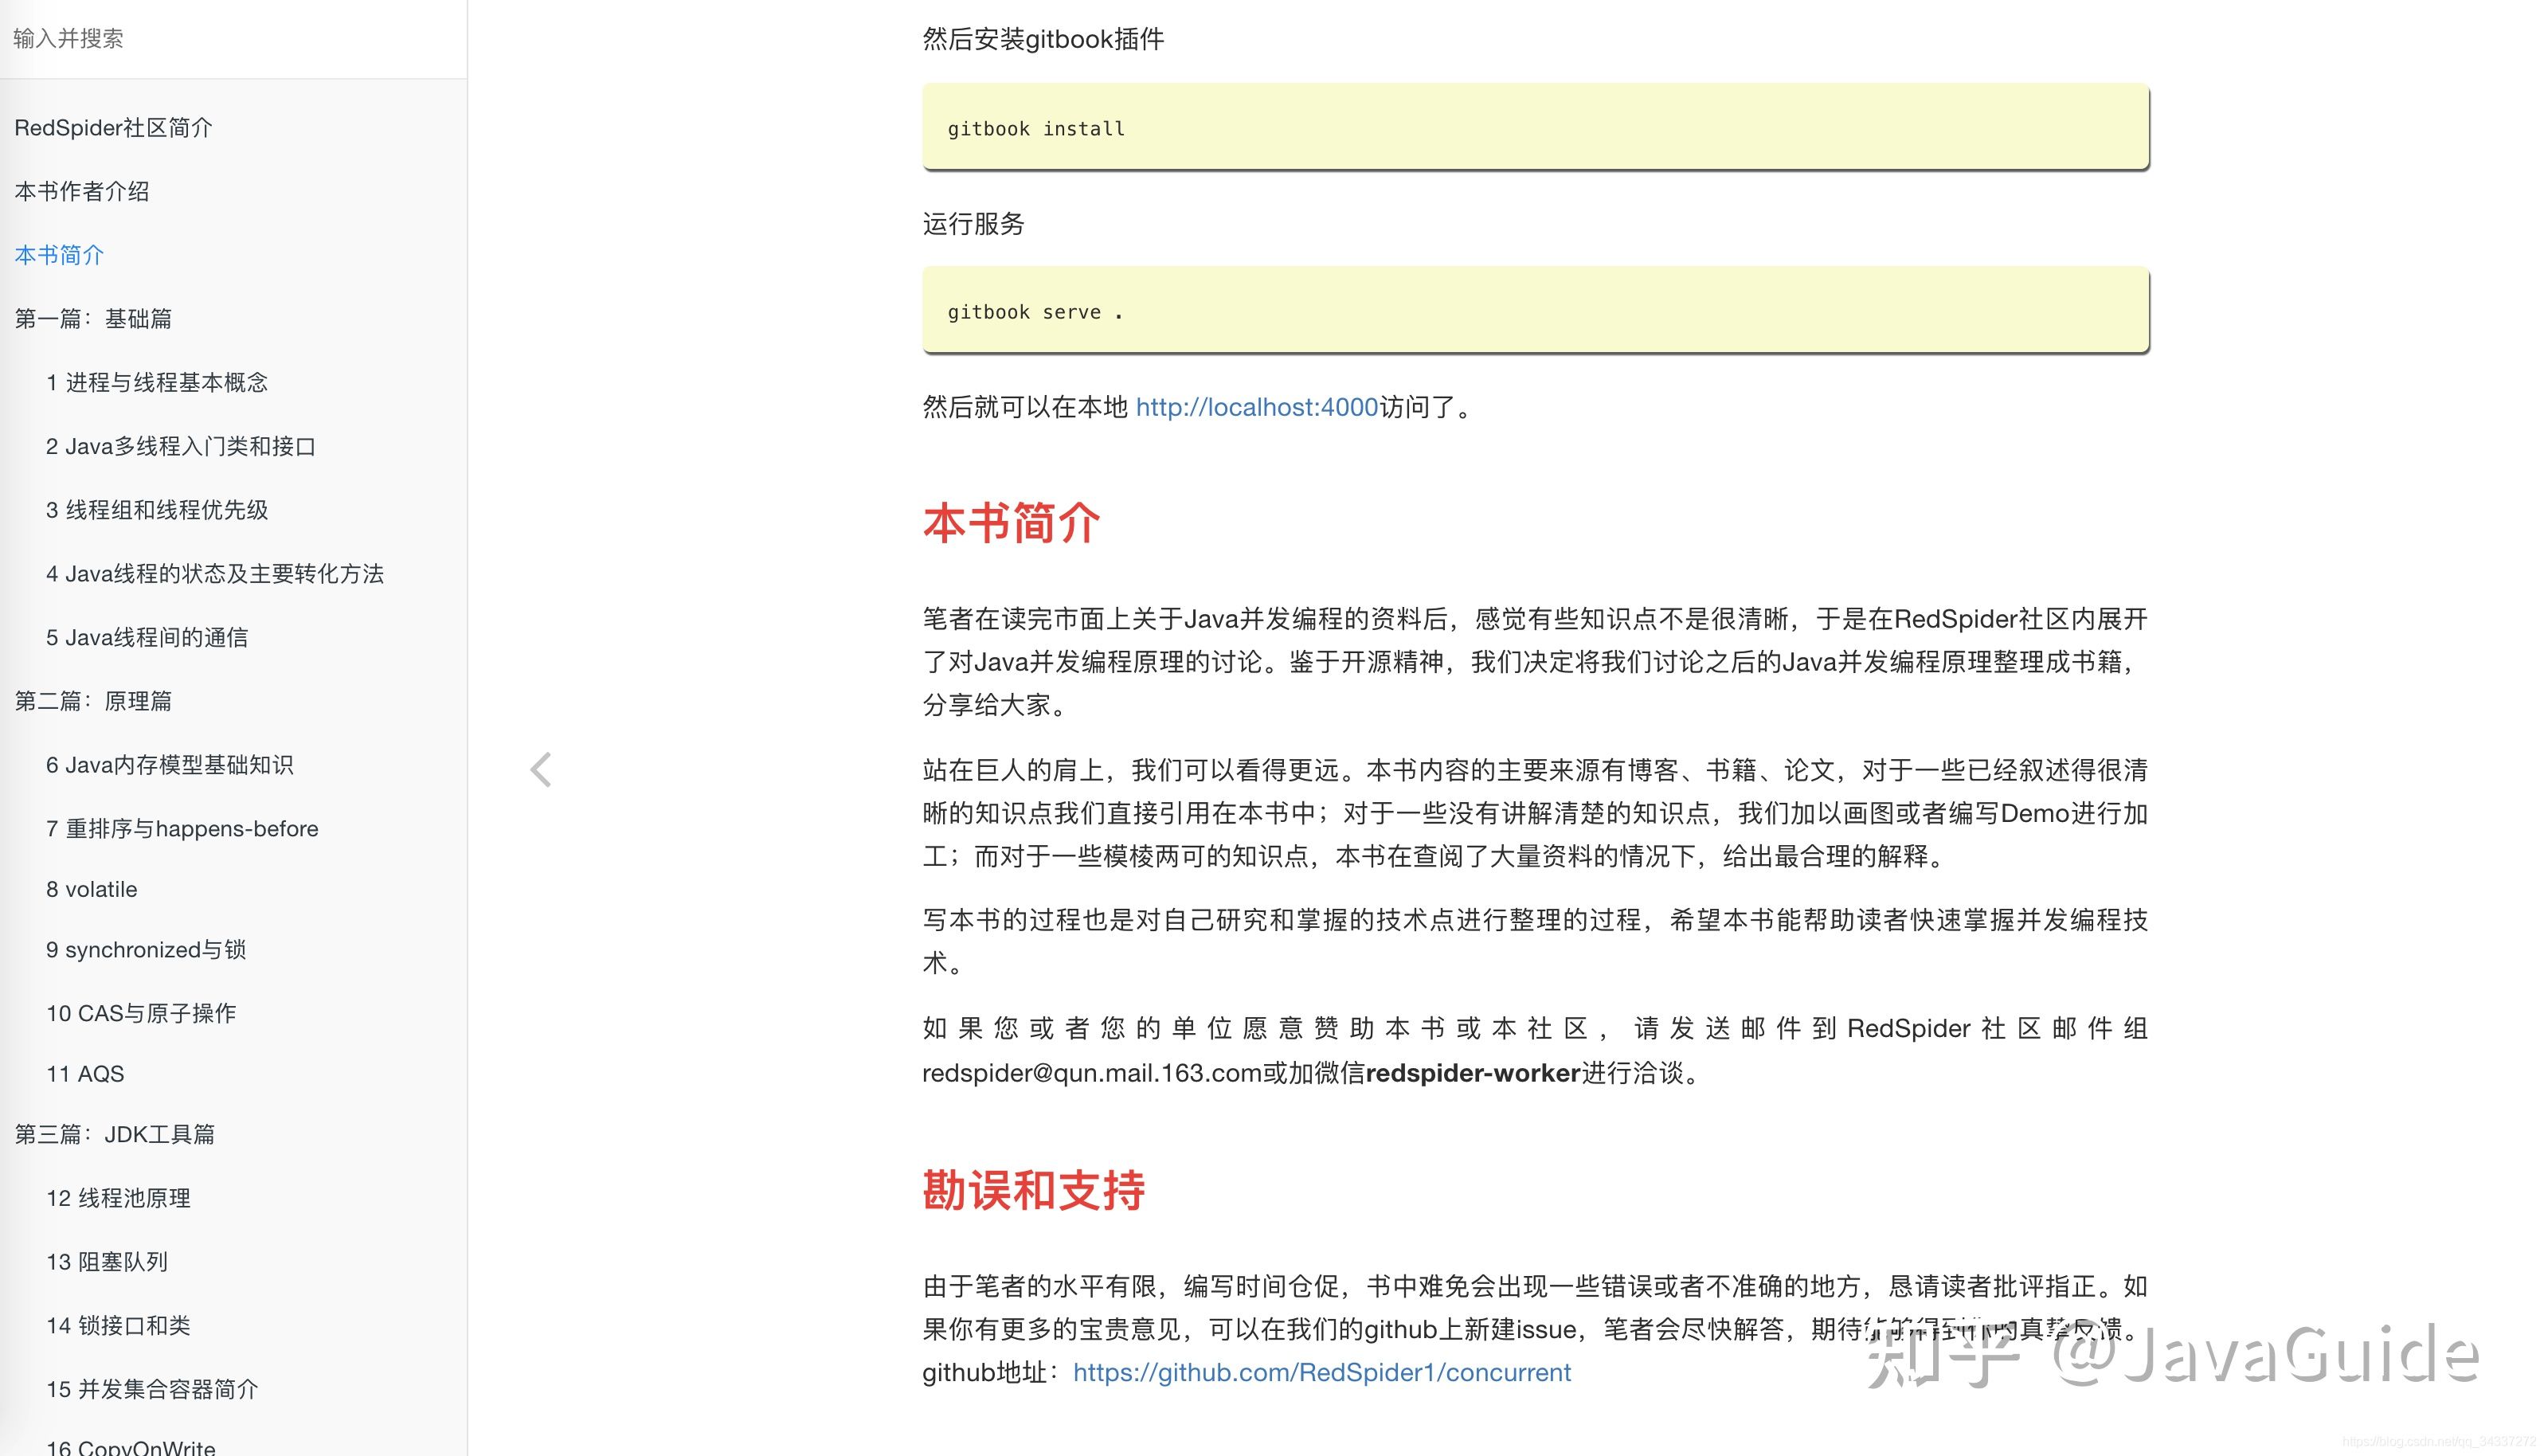 输入并搜索
RedSpider社区简介
本书作者介绍
本书简介
第一篇：基础篇
1 进程与线程基本概念
2 Java多线程入门类和接口
3 线程组和线程优先级
4 Java线程的状态及主要转化方法
5 Java线程间的通信
第二篇：原理篇
6 Java内存模型基础知识
7 重排序与happens-before
8 volatile
9 synchronized与锁
10 CAS与原子操作
11 AQS
第三篇：JDK工具篇
12 线程池原理
13 阻塞队列
14 锁接口和类
15 并发集合容器简介
16 CopyOnWrite
然后安装gitbook插件
gitbook install
运行服务
gitbook serve .
然后就可以在本地 http://localhost:4000访问了。
本书简介
笔者在读完市面上关于Java并发编程的资料后，感觉有些知识点不是很清晰，于是在RedSpider社区内展开
了对Java并发编程原理的讨论。鉴于开源精神，我们决定将我们讨论之后的Java并发编程原理整理成书籍，
分享给大家。
站在巨人的肩上，我们可以看得更远。本书内容的主要来源有博客、书籍、论文，对于一些已经叙述得很清
晰的知识点我们直接引用在本书中；对于一些没有讲解清楚的知识点，我们加以画图或者编写Demo进行加
工；而对于一些模棱两可的知识点，本书在查阅了大量资料的情况下，给出最合理的解释。
写本书的过程也是对自己研究和掌握的技术点进行整理的过程，希望本书能帮助读者快速掌握并发编程技
术。
如果您或者您的单位愿意赞助本书或本社区，请发送邮件到RedSpider社区邮件组
redspider@qun.mail.163.com或加微信redspider-worker进行洽谈。
勘误和支持
由于笔者的水平有限，编写时间仓促，书中难免会出现一些错误或者不准确的地方，恳请读者批评指正。如
果你有更多的宝贵意见，可以在我们的github上新建issue，笔者会尽快解答，期待能够得到你的真挚反馈。
github地址：https://github.com/RedSpider1/concurrent
知乎 @JavaGuide
https://blog.csdn.net/qq_34337272